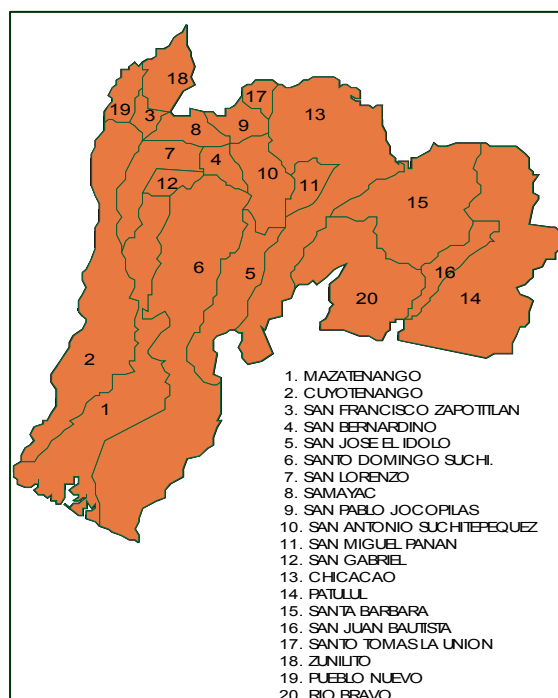 18
17
19
3
13
8
9
7
4
10
11
12
15
6
5
16
20
14
2
1
1. MAZATENANGO
2. CUYOTENANGO
3. SAN FRANCISCO ZAPOTITLAN
4. SAN BERNARDINO
5. SAN JOSE EL IDOLO
6. SANTO DOMINGO SUCHI.
7. SAN LORENZO
8. SAMAYAC
9. SAN PABLO JOCOPILAS
10. SAN ANTONIO SUCHITEPEQUEZ
11. SAN MIGUEL PANAN
12. SAN GABRIEL
13. CHICACAO
14. PATULUL
15. SANTA BARBARA
16. SAN JUAN BAUTISTA
17. SANTO TOMAS LA UNION
18. ZUNILITO
19. PUEBLO NUEVO
20. RIO BRAVO